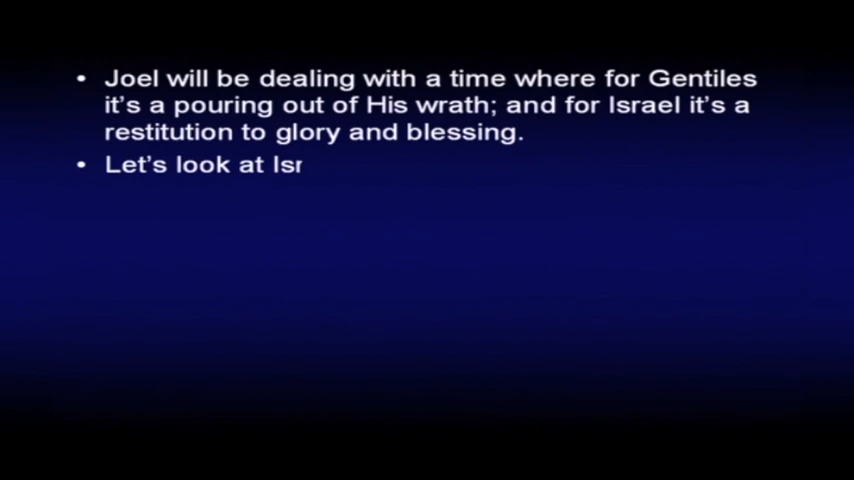 • Joel will be dealing with a time where for Gentiles
it's a pouring out of His wrath; and for Israel it's a
restitution to glory and blessing.
• Let's look at Isr